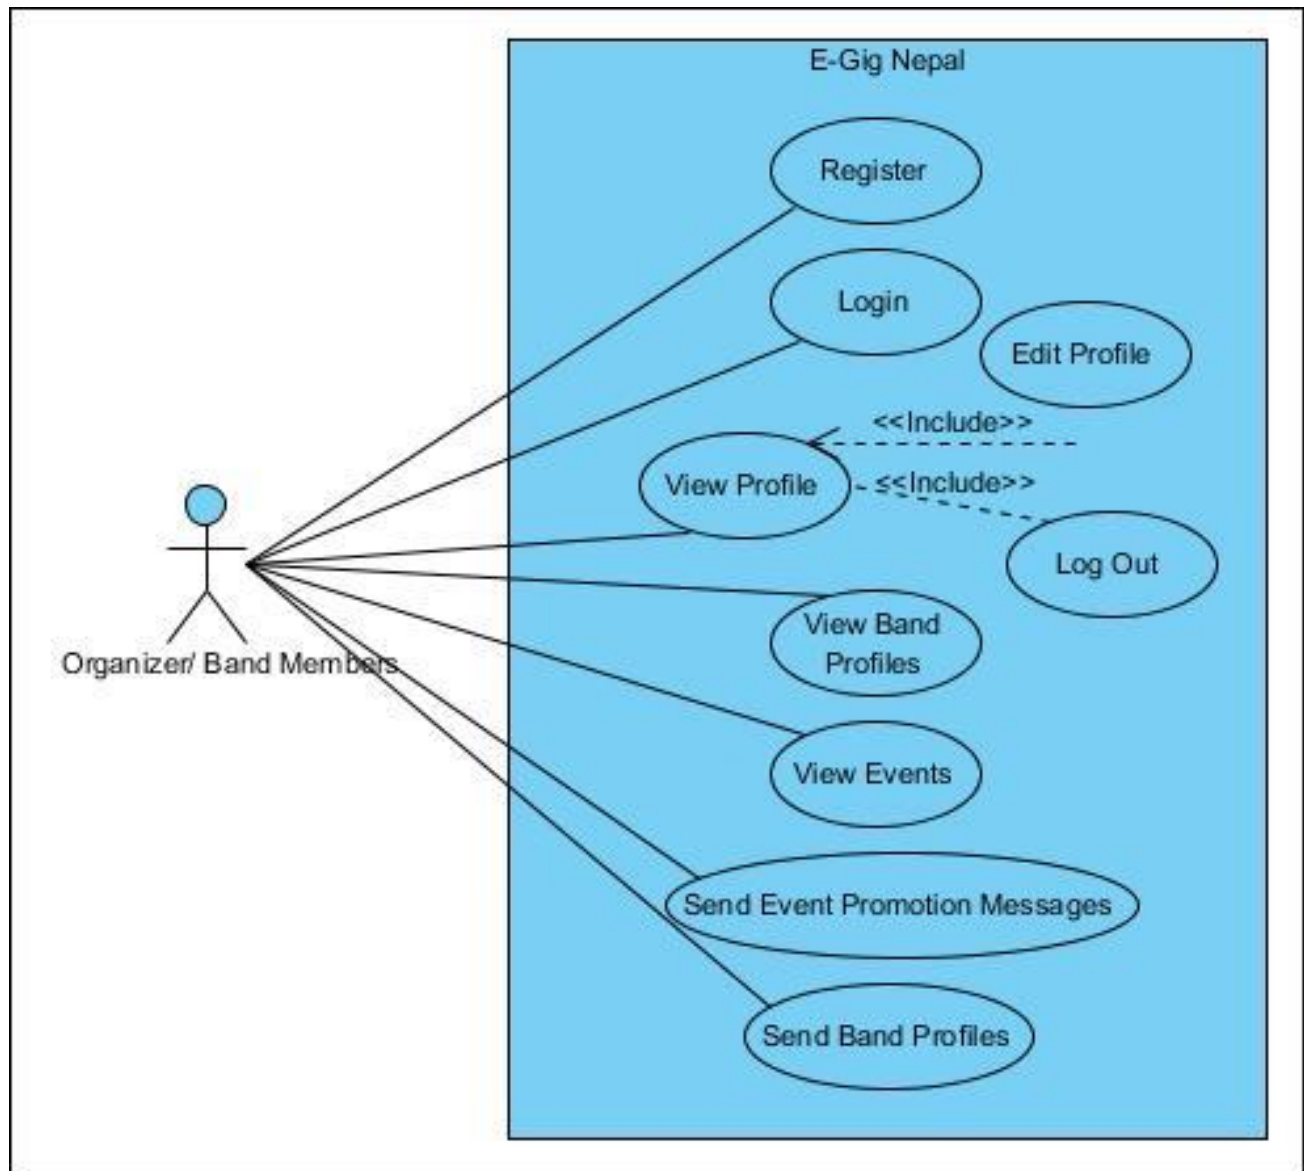 E-Gig Nepal
Register
Login
Edit Profile
<<Include>>
View Profile
<<Include>>
Log Out
Organizer/ Band Members
View Band
Profiles
View Events
Send Event Promotion Messages
Send Band Profiles